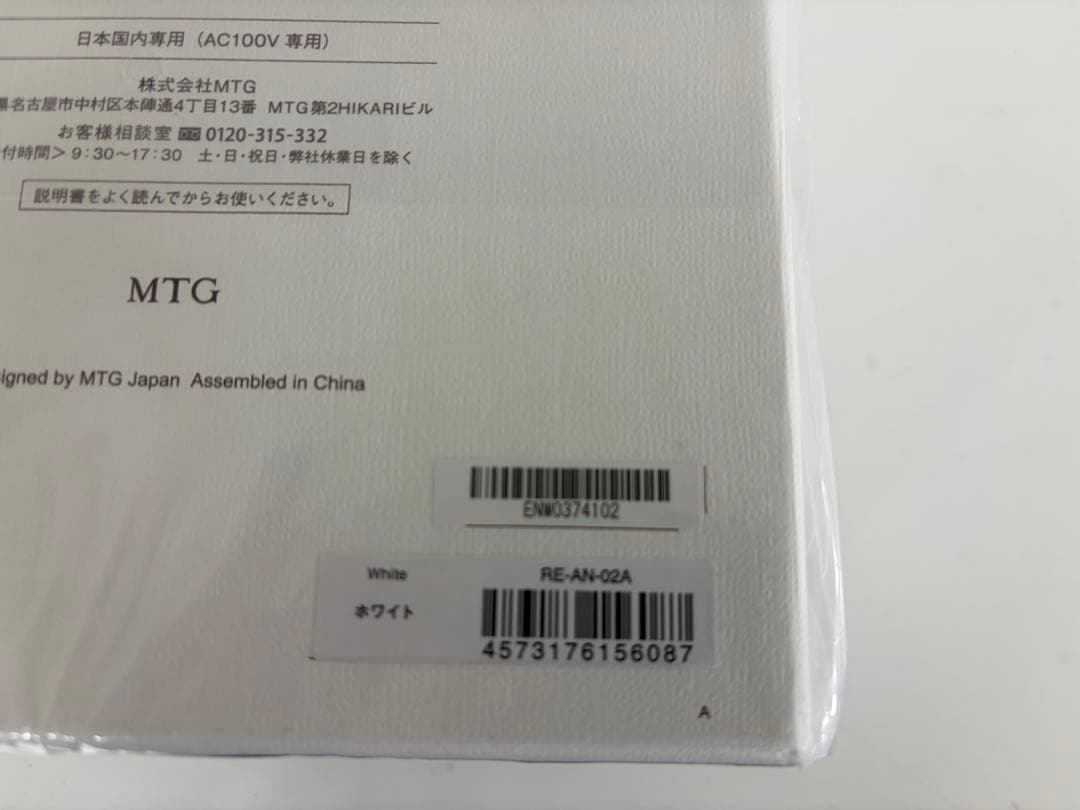 日本国内専用（AC100V 専用）
株式会社MTG
県名古屋市中村区本陣通4丁目13番 MTG第2HIKARIビル
お客様相談室 0120-315-332
付時間＞9:30〜17:30 土・日・祝日・弊社休業日を除く
説明書をよく読んでからお使いください。
MTG
igned by MTG Japan Assembled in China
ENW0374102
White RE-AN-02A
ホワイト
4573176156087
A